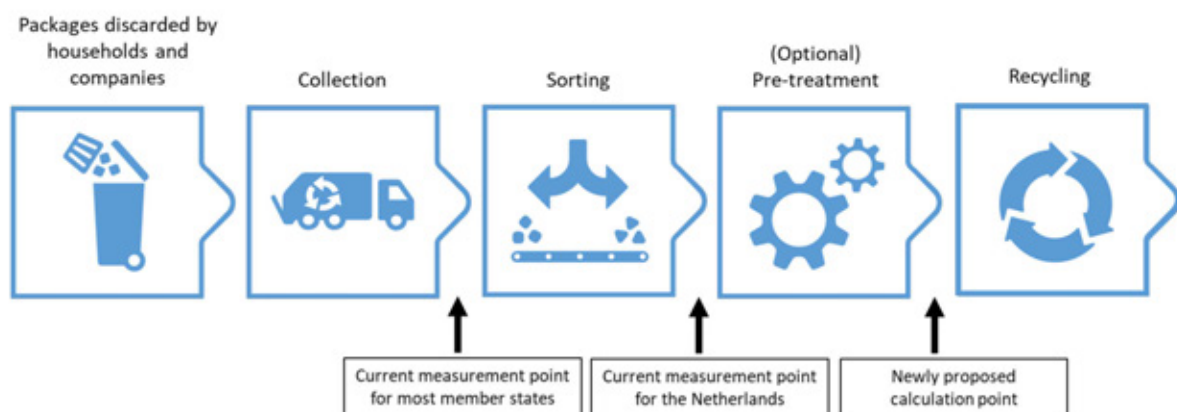 Packages discarded by
households and
companies
Collection
Sorting
(Optional)
Pre-treatment
Recycling
Current measurement point
for most member states
Current measurement point
for the Netherlands
Newly proposed
calculation point